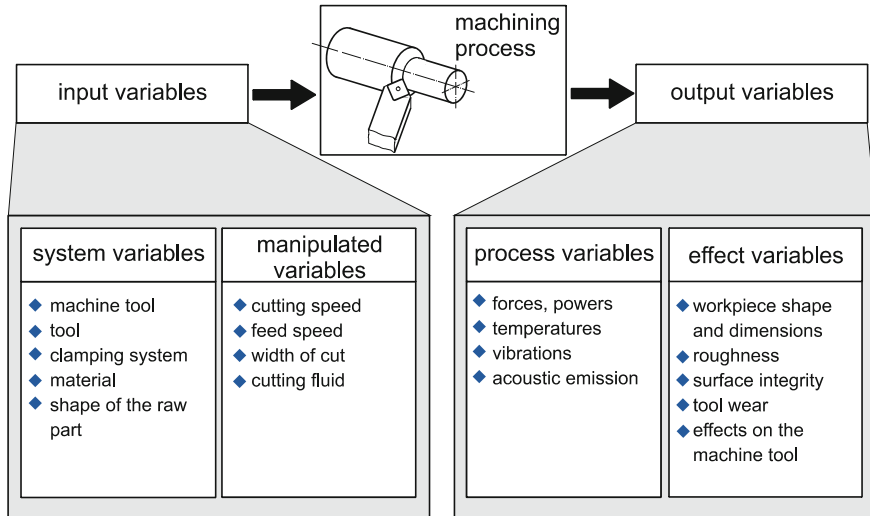 machining
process
input variables
output variables
system variables
machine tool
tool
clamping system
material
shape of the raw
part
manipulated
variables
cutting speed
feed speed
width of cut
cutting fluid
process variables
forces, powers
temperatures
vibrations
acoustic emission
effect variables
workpiece shape
and dimensions
roughness
surface integrity
tool wear
effects on the
machine tool